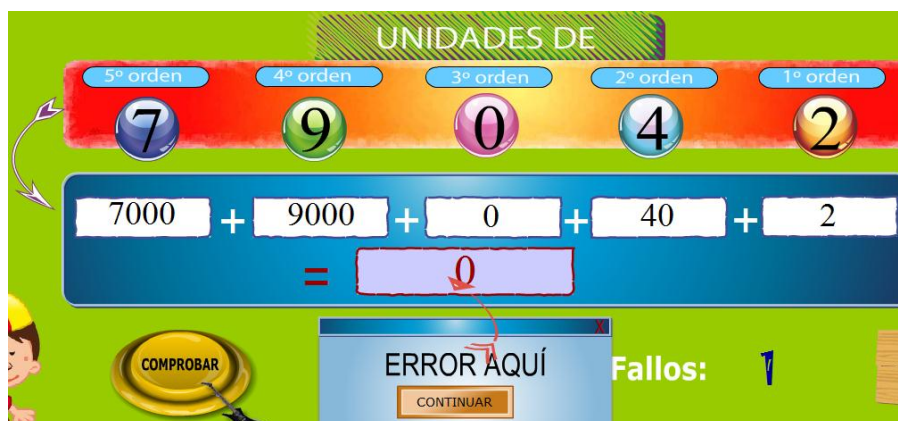 UNIDADES DE
5º orden 4º orden 3º orden 2º orden 1º orden
7 9 0 4 2
7000 + 9000 + 0 + 40 + 2
= 0
X
ERROR AQUÍ
COMPROBAR
Fallos: 1
CONTINUAR